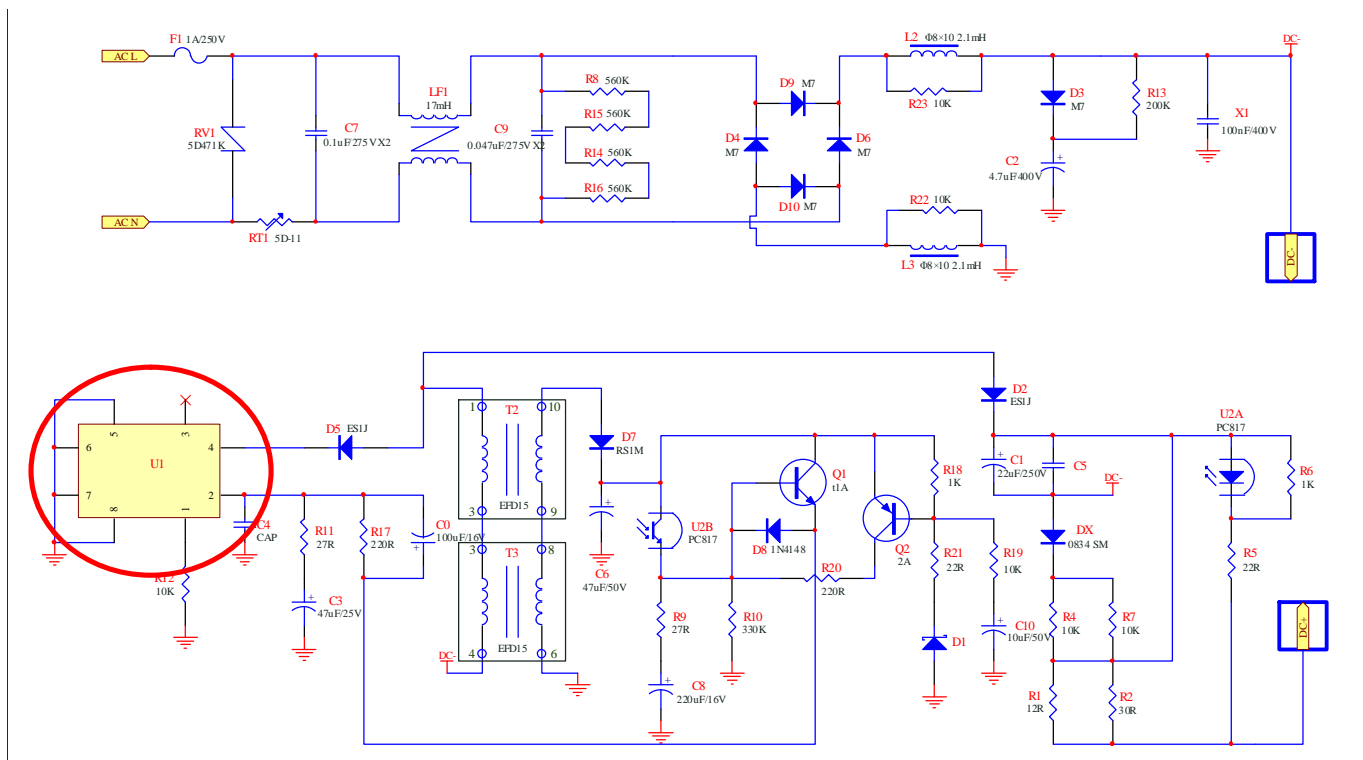 F1 1A/250V
AC L
RV1
5D471K
C7
0.1uF/275VX2
RT1 5D-11
AC N
LF1
17mH
C9
0.047uF/275VX2
R8 560K
R15 560K
R14 560K
R16 560K
D9 M7
D4
M7
D6
M7
D10 M7
L2 Φ8×10 2.1mH
R23 10K
R22 10K
L3 Φ8×10 2.1mH
D3
M7
R13
200K
C2
4.7uF/400V
X1
100nF/400V
DC-
DC-
U1
5
3
6
4
7
2
8
1
D5 ES1J
C4
CAP
R12
10K
R11
27R
C3
47uF/25V
R17
220R
C0
100uF/16V
1
T2
10
3
EFD15
9
3
T3
8
4
EFD15
6
DC-
D7
RS1M
C6
47uF/50V
U2B
PC817
R9
27R
C8
220uF/16V
R10
330K
D8 1N4148
Q1
t1A
R20
220R
Q2
2A
R18
1K
R21
22R
D1
R19
10K
C10
10uF/50V
D2
ES1J
C1
22uF/250V
C5
DC-
DX
0834 SM
R4
10K
R7
10K
R1
12R
R2
30R
U2A
PC817
R6
1K
R5
22R
DC+